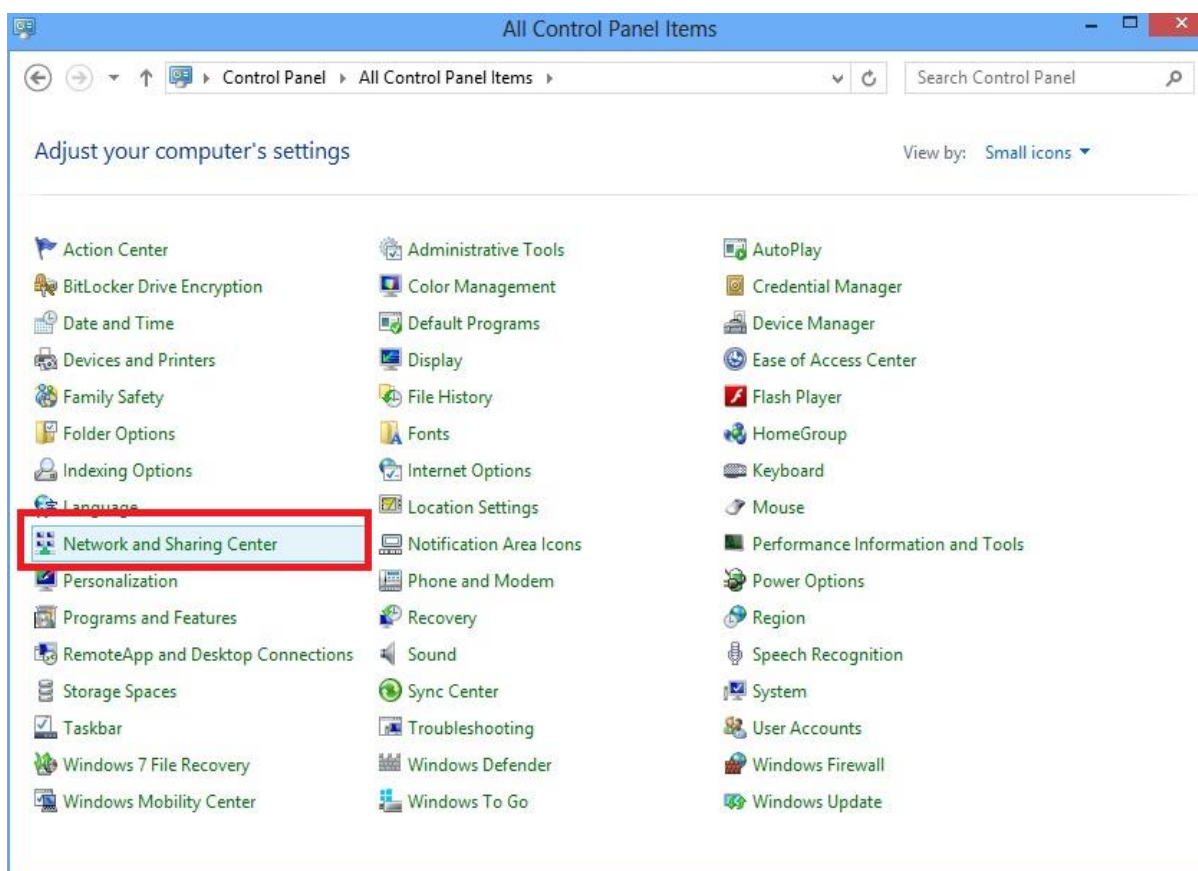 All Control Panel Items
Control Panel All Control Panel Items Search Control Panel
Adjust your computer's settings View by: Small icons
Action Center Administrative Tools AutoPlay
BitLocker Drive Encryption Color Management Credential Manager
Date and Time Default Programs Device Manager
Devices and Printers Display Ease of Access Center
Family Safety File History Flash Player
Folder Options Fonts HomeGroup
Indexing Options Internet Options Keyboard
Language Location Settings Mouse
Network and Sharing Center Notification Area Icons Performance Information and Tools
Personalization Phone and Modem Power Options
Programs and Features Recovery Region
RemoteApp and Desktop Connections Sound Speech Recognition
Storage Spaces Sync Center System
Taskbar Troubleshooting User Accounts
Windows 7 File Recovery Windows Defender Windows Firewall
Windows Mobility Center Windows To Go Windows Update